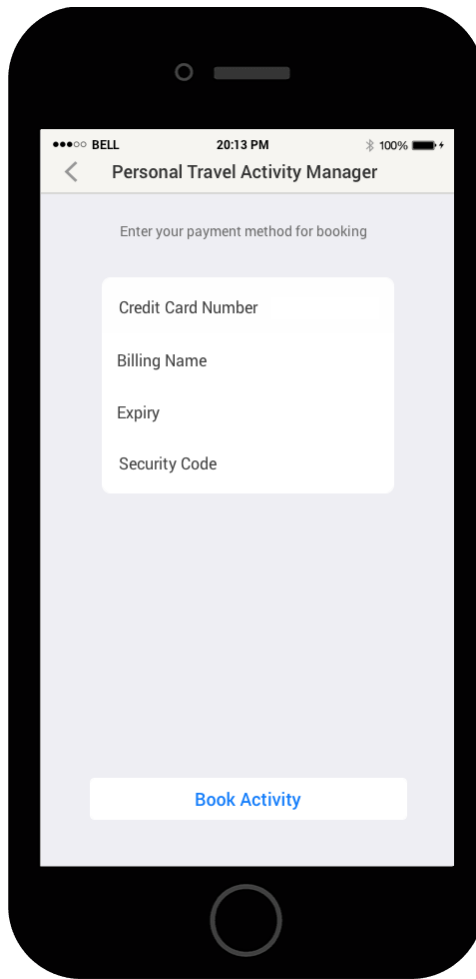 BELL 20:13 PM 100%
Personal Travel Activity Manager
Enter your payment method for booking
Credit Card Number
Billing Name
Expiry
Security Code
Book Activity